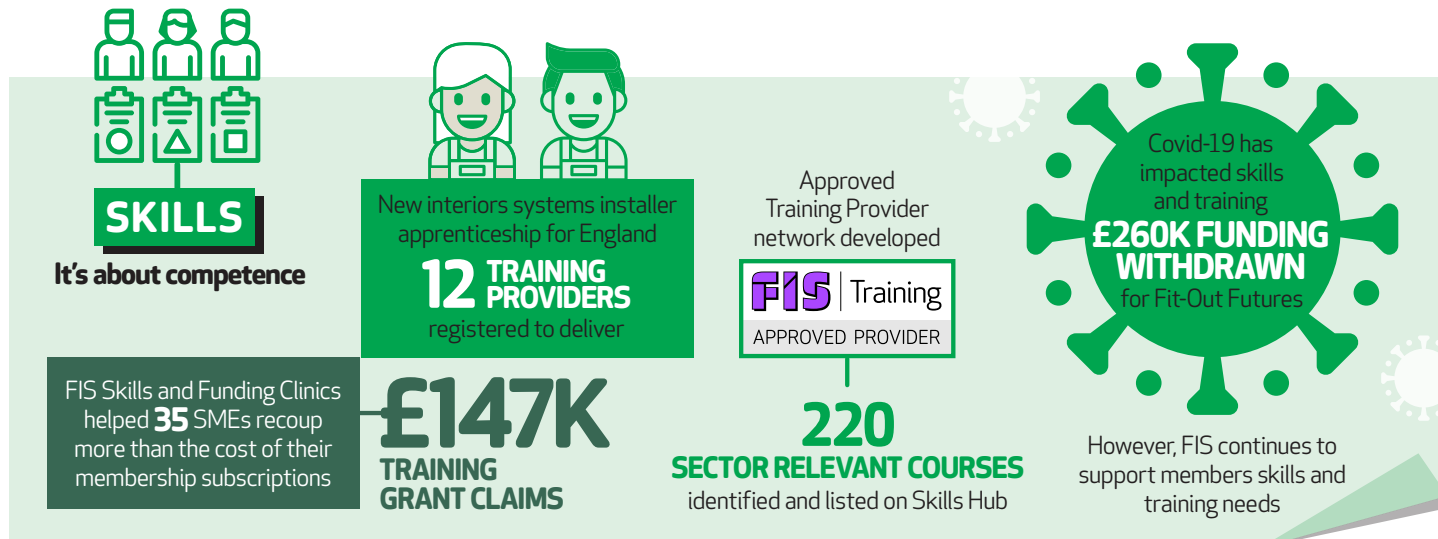 SKILLS
It's about competence
New interiors systems installer
apprenticeship for England
12 TRAINING
PROVIDERS
registered to deliver
FIS Skills and Funding Clinics
helped 35 SMEs recoup
more than the cost of their
membership subscriptions
£147K
TRAINING
GRANT CLAIMS
Approved
Training Provider
network developed
FIS Training
APPROVED PROVIDER
220
SECTOR RELEVANT COURSES
identified and listed on Skills Hub
Covid-19 has
impacted skills
and training
£260K FUNDING
WITHDRAWN
for Fit-Out Futures
However, FIS continues to
support members skills and
training needs